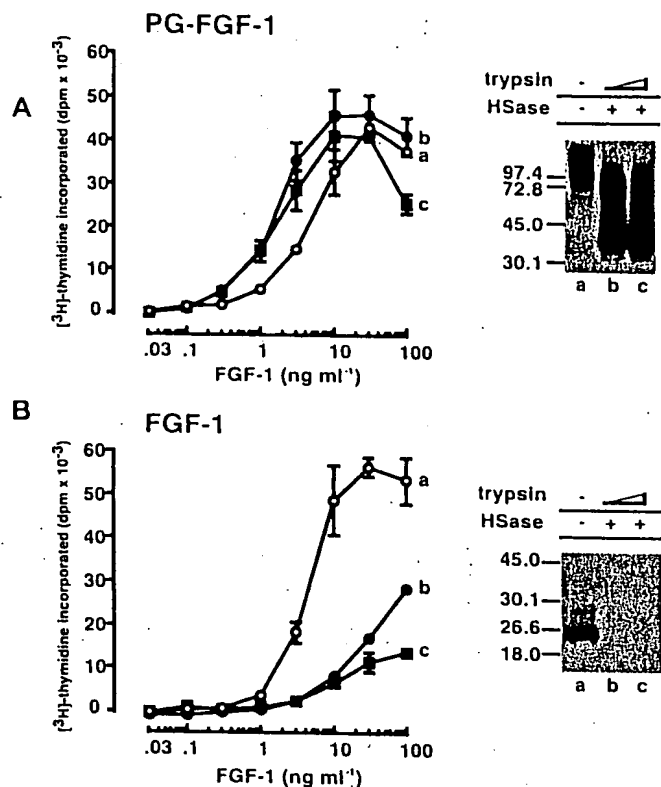 PG-FGF-1
A
[³H]-thymidine incorporated (dpm x 10⁻³)
60
50
40
30
20
10
0
b
a
c
.03 .1 1 10 100
FGF-1 (ng ml⁻¹)
trypsin -
HSase - + +
97.4
72.8
45.0
30.1
a b c
B
FGF-1
[³H]-thymidine incorporated (dpm x 10⁻³)
60
50
40
30
20
10
0
a
b
c
.03 .1 1 10 100
FGF-1 (ng ml⁻¹)
trypsin -
HSase - + +
45.0
30.1
26.6
18.0
a b c